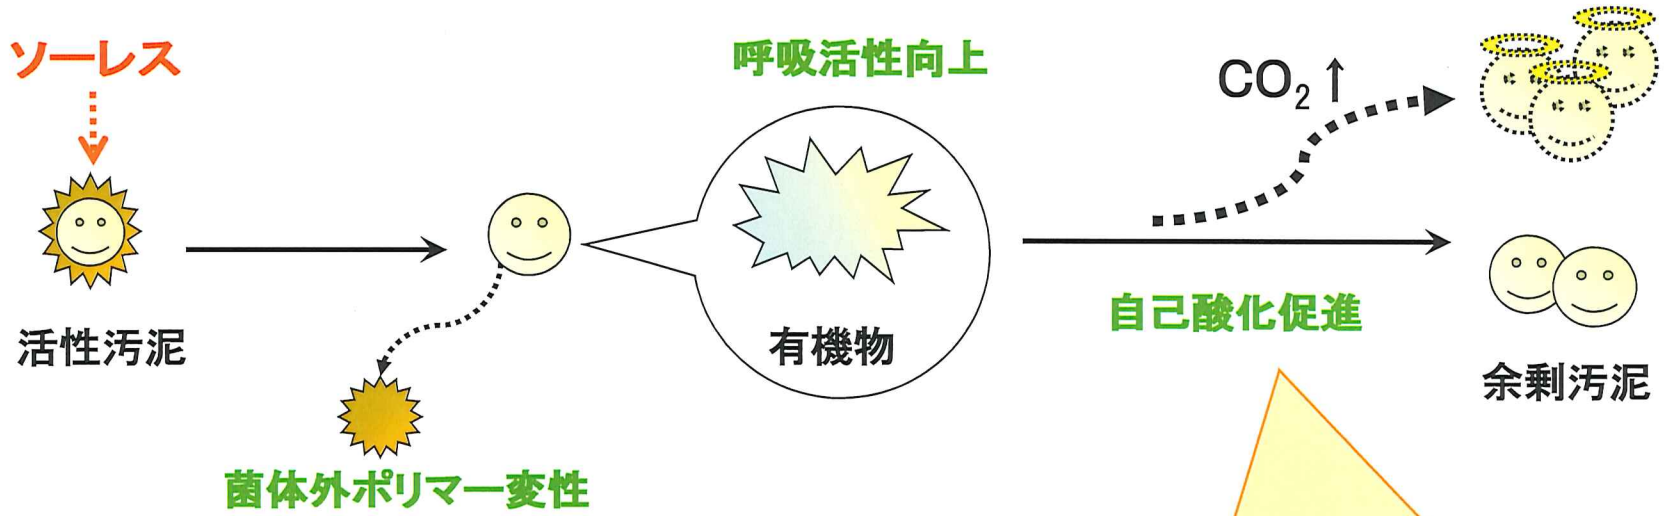 ソーレス
活性汚泥
菌体外ポリマー変性
呼吸活性向上
有機物
CO₂↑
自己酸化促進
余剰汚泥